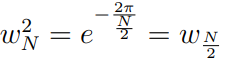 $w_N^2 = e^{-\frac{2\pi}{\frac{N}{2}}} = w_{\frac{N}{2}}$